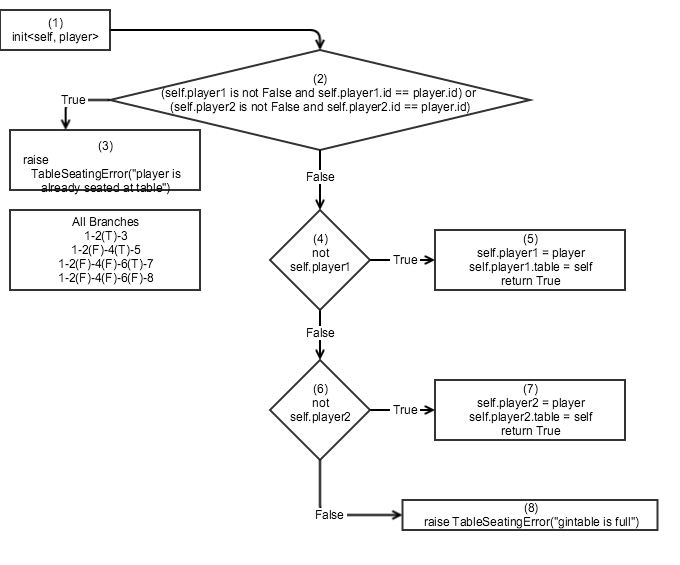 (1)
init<self, player>
(2)
(self.player1 is not False and self.player1.id == player.id) or
(self.player2 is not False and self.player2.id == player.id)
True
(3)
raise
TableSeatingError("player is
already seated at table")
False
All Branches
1-2(T)-3
1-2(F)-4(T)-5
1-2(F)-4(F)-6(T)-7
1-2(F)-4(F)-6(F)-8
(4)
not
self.player1
True
(5)
self.player1 = player
self.player1.table = self
return True
False
(6)
not
self.player2
True
(7)
self.player2 = player
self.player2.table = self
return True
False
(8)
raise TableSeatingError("gintable is full")